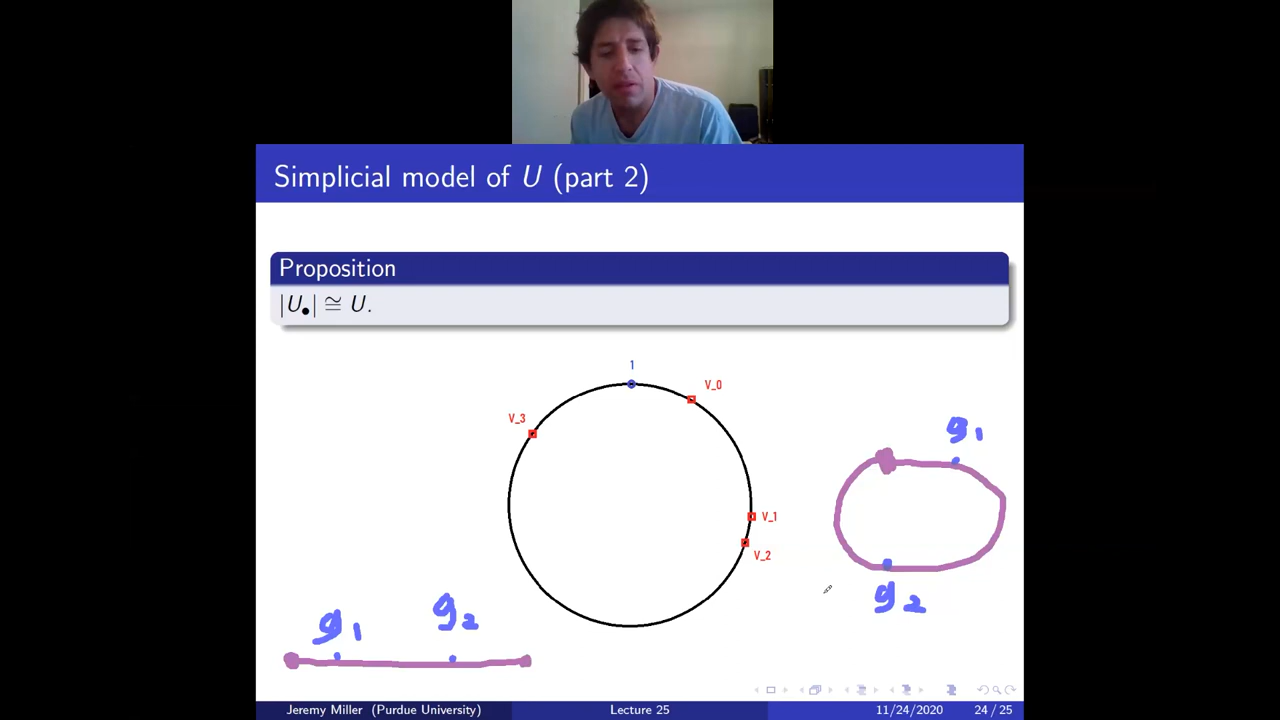 Simplicial model of U (part 2)
Proposition
|U•| ≅ U.
1
V_0
V_3
V_1
V_2
g1
g2
g1
g2
Jeremy Miller (Purdue University)
Lecture 25
11/24/2020
24 / 25